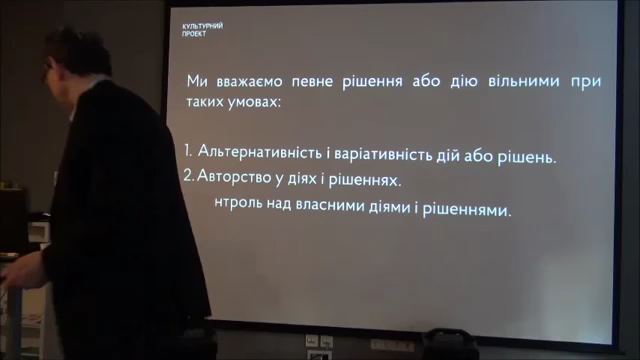 КУЛЬТУРНИЙ
ПРОЕКТ
Ми вважаємо певне рішення або дію вільними при
таких умовах:
1. Альтернативність і варіативність дій або рішень.
2. Авторство у діях і рішеннях.
нтроль над власними діями і рішеннями.